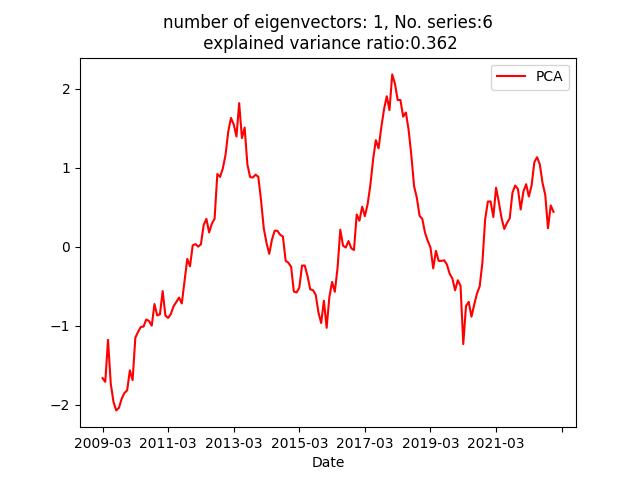 number of eigenvectors: 1, No. series:6
explained variance ratio:0.362
PCA
2
1
0
−1
−2
2009-03 2011-03 2013-03 2015-03 2017-03 2019-03 2021-03
Date